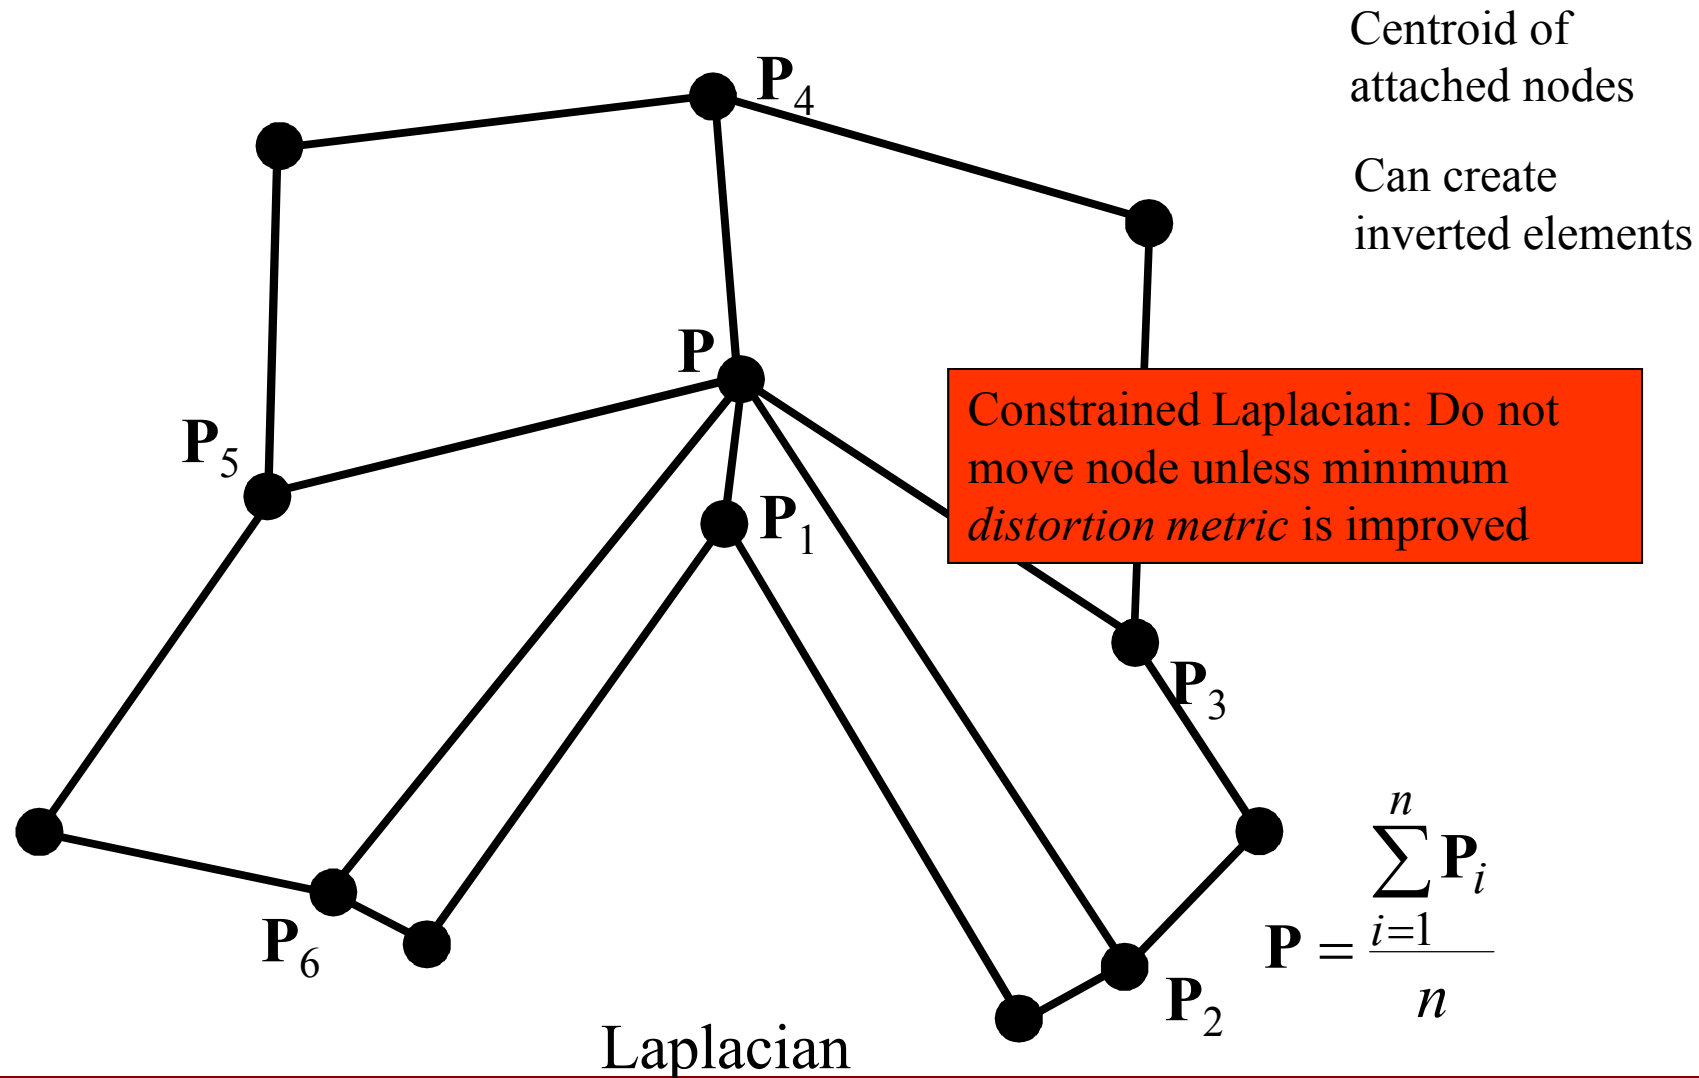 Centroid of
attached nodes
Can create
inverted elements
P₄
P
P₅
Constrained Laplacian: Do not
move node unless minimum
distortion metric is improved
P₁
P₃
P₆
P₂
P = ∑ᵢ₌₁ⁿ Pᵢ / n
Laplacian